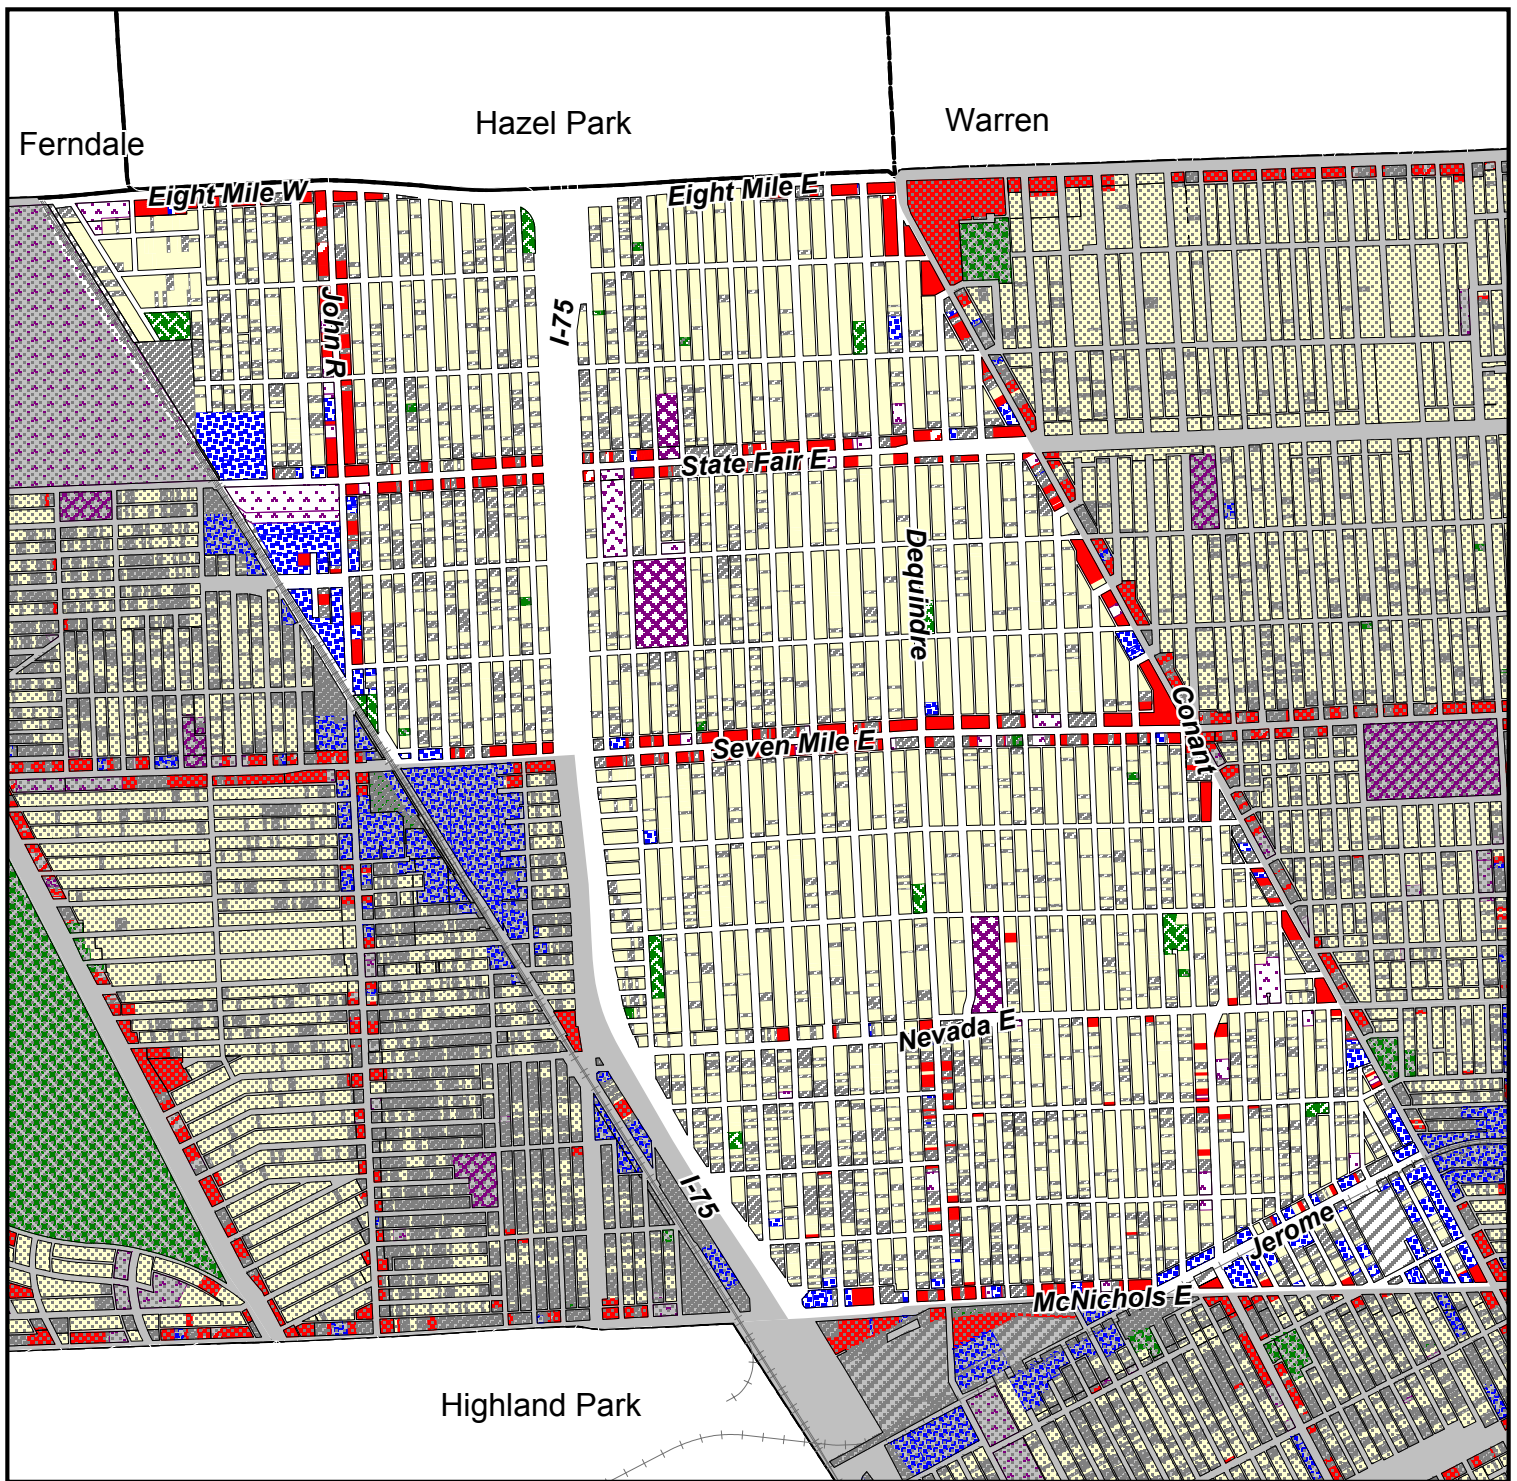 Warren
Hazel Park
Ferndale
Eight Mile W
Eight Mile E
John R
I-75
State Fair E
Dequindre
Conant
Seven Mile E
Nevada E
I-75
Jerome
McNichols E
Highland Park